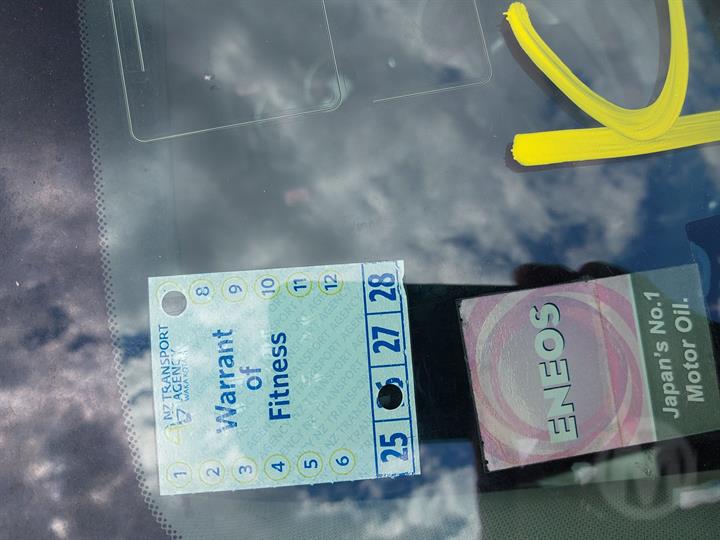 NZ TRANSPORT
AGENCY
WAKA KOTAHI
1
8
2
9
3
10
4
11
5
12
6
Warrant
of
Fitness
25 27 28
ENEOS
Japan's No.1
Motor Oil.